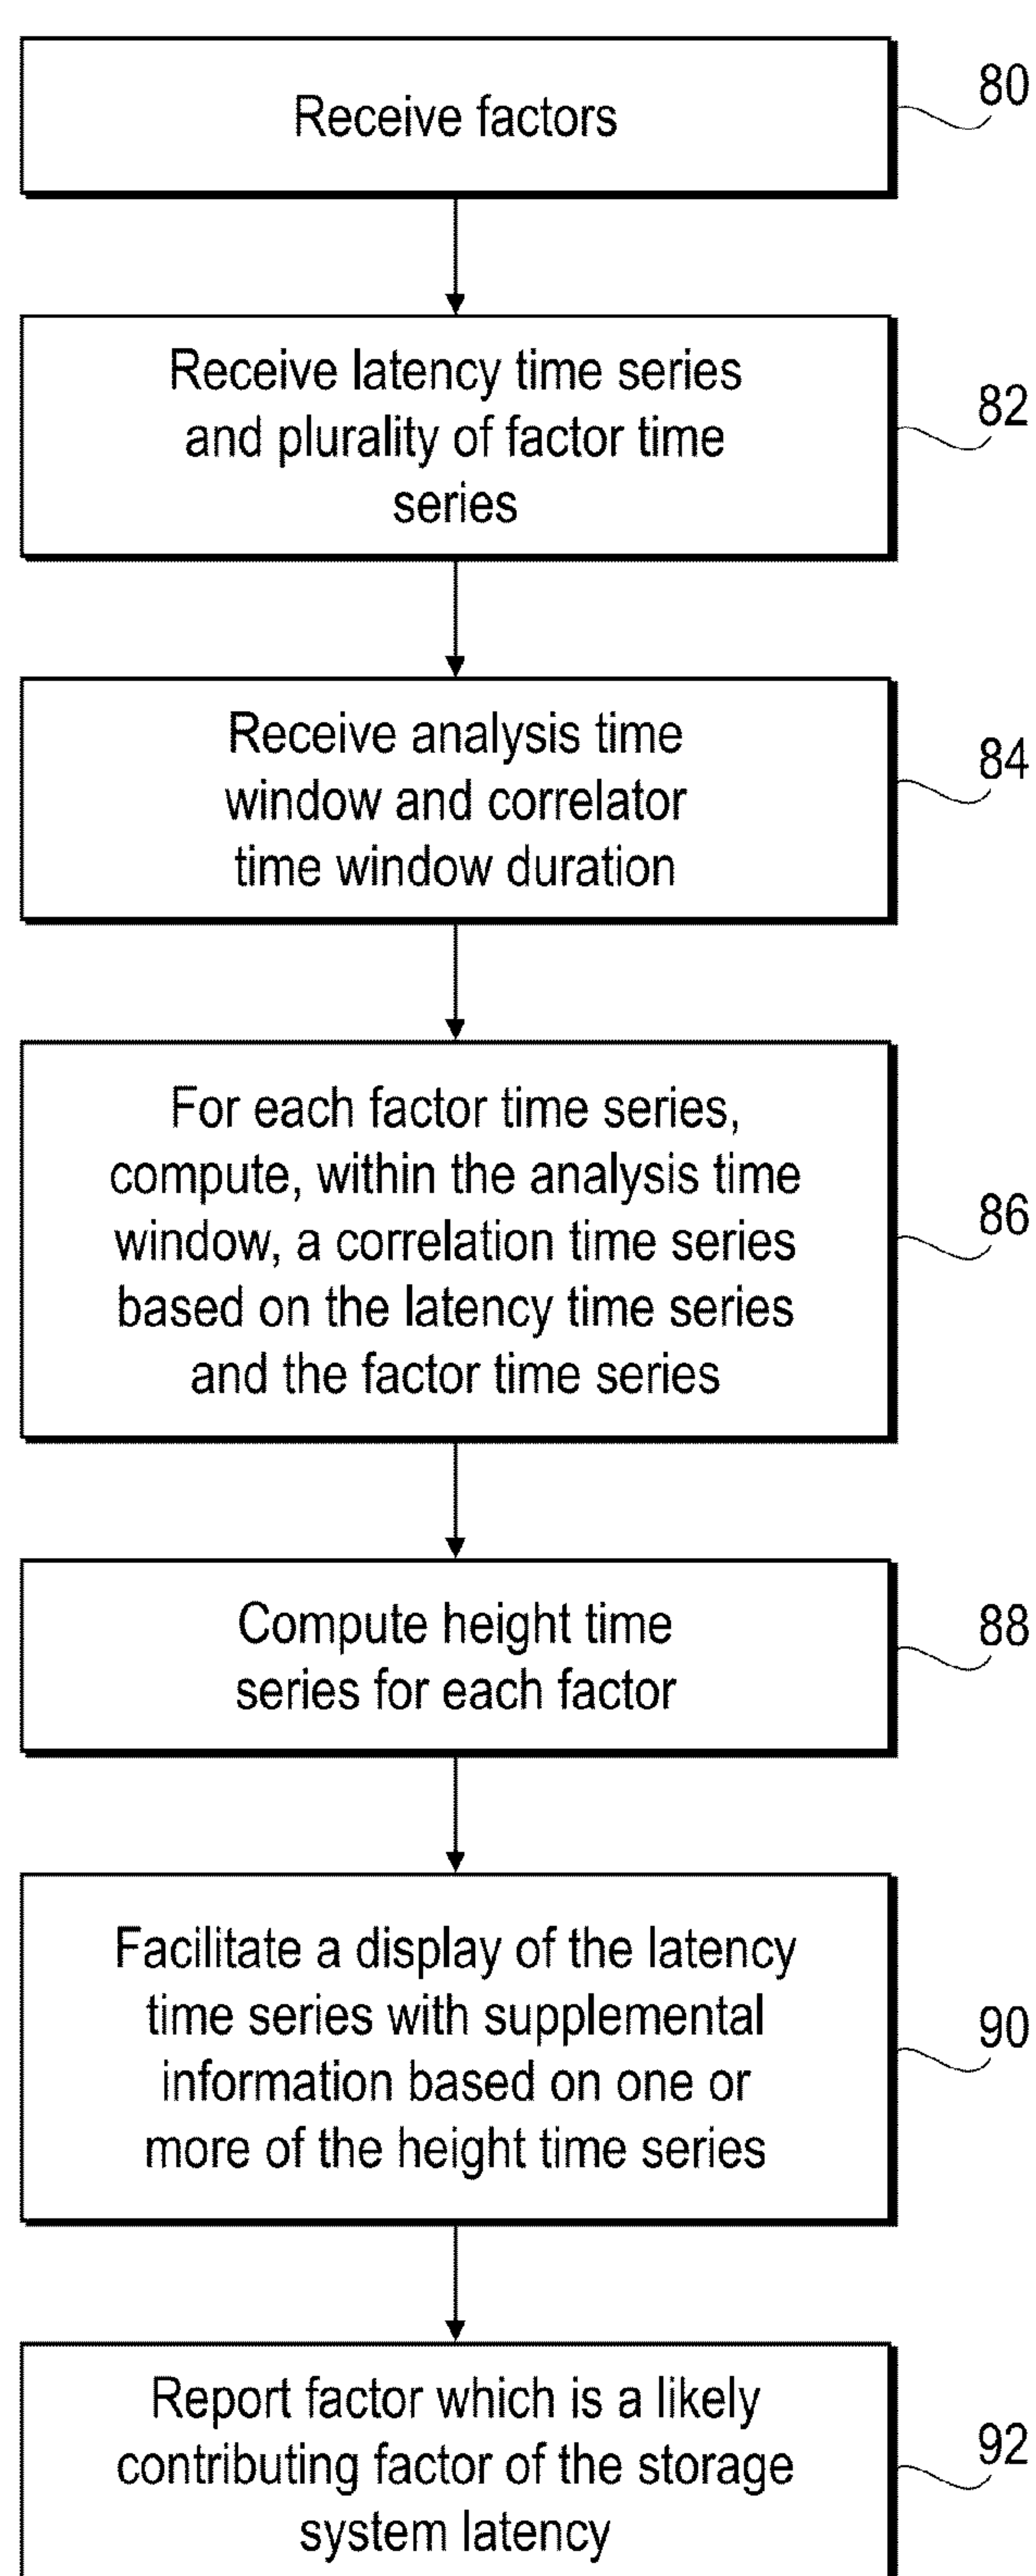 Receive factors
80
Receive latency time series
and plurality of factor time
series
82
Receive analysis time
window and correlator
time window duration
84
For each factor time series,
compute, within the analysis time
window, a correlation time series
based on the latency time series
and the factor time series
86
Compute height time
series for each factor
88
Facilitate a display of the latency
time series with supplemental
information based on one or
more of the height time series
90
Report factor which is a likely
contributing factor of the storage
system latency
92